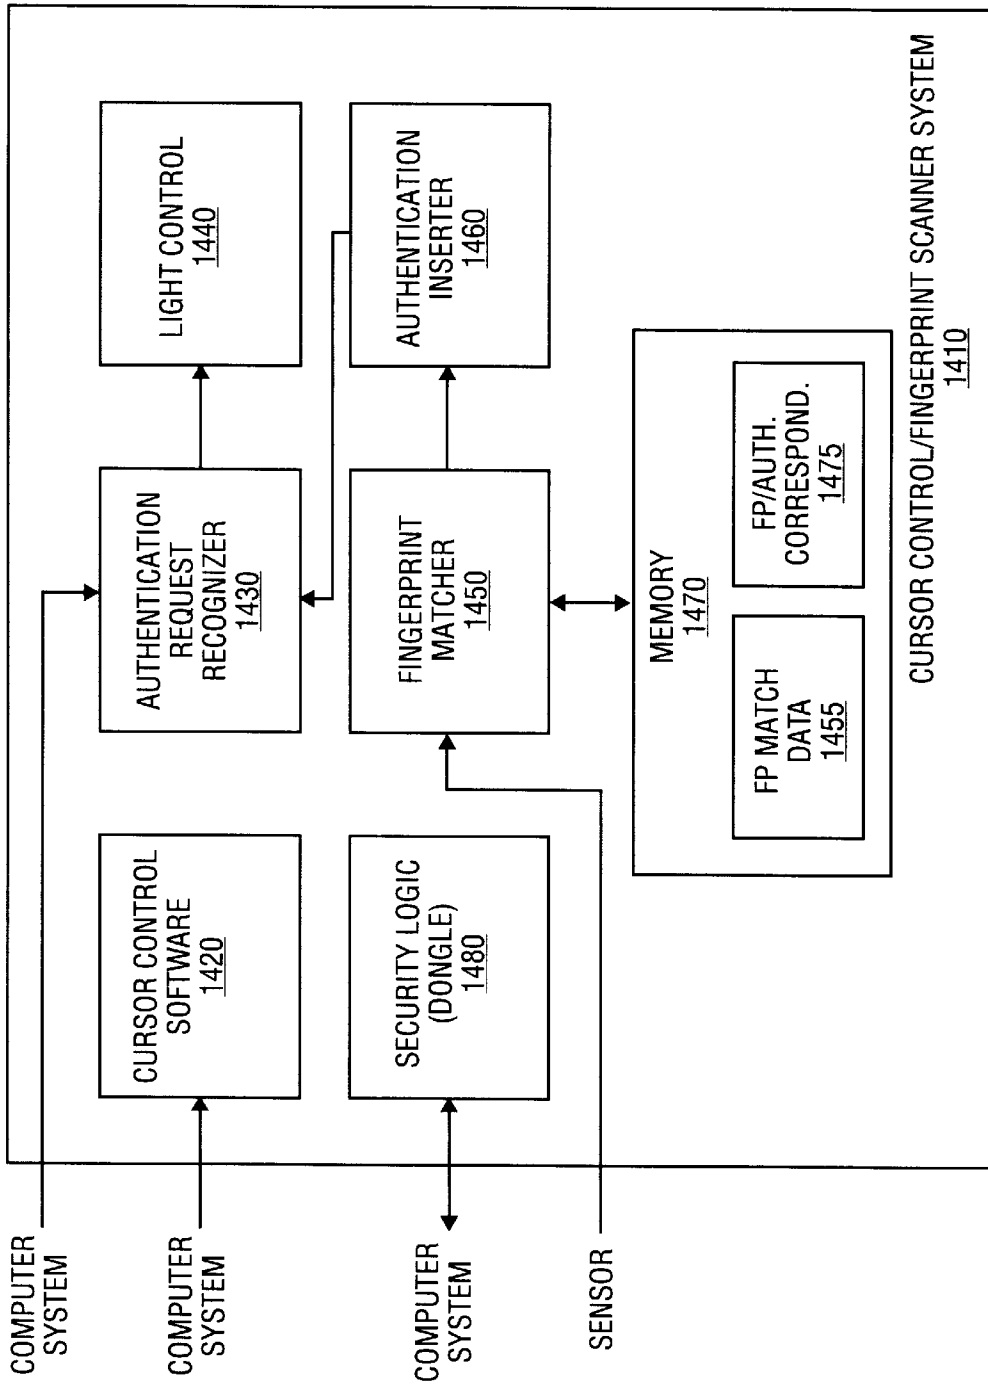 COMPUTER
SYSTEM
COMPUTER
SYSTEM
COMPUTER
SYSTEM
SENSOR
CURSOR CONTROL
SOFTWARE
1420
AUTHENTICATION
REQUEST
RECOGNIZER
1430
LIGHT CONTROL
1440
SECURITY LOGIC
(DONGLE)
1480
FINGERPRINT
MATCHER
1450
AUTHENTICATION
INSERTER
1460
MEMORY
1470
FP MATCH
DATA
1455
FP/AUTH.
CORRESPOND.
1475
CURSOR CONTROL/FINGERPRINT SCANNER SYSTEM
1410